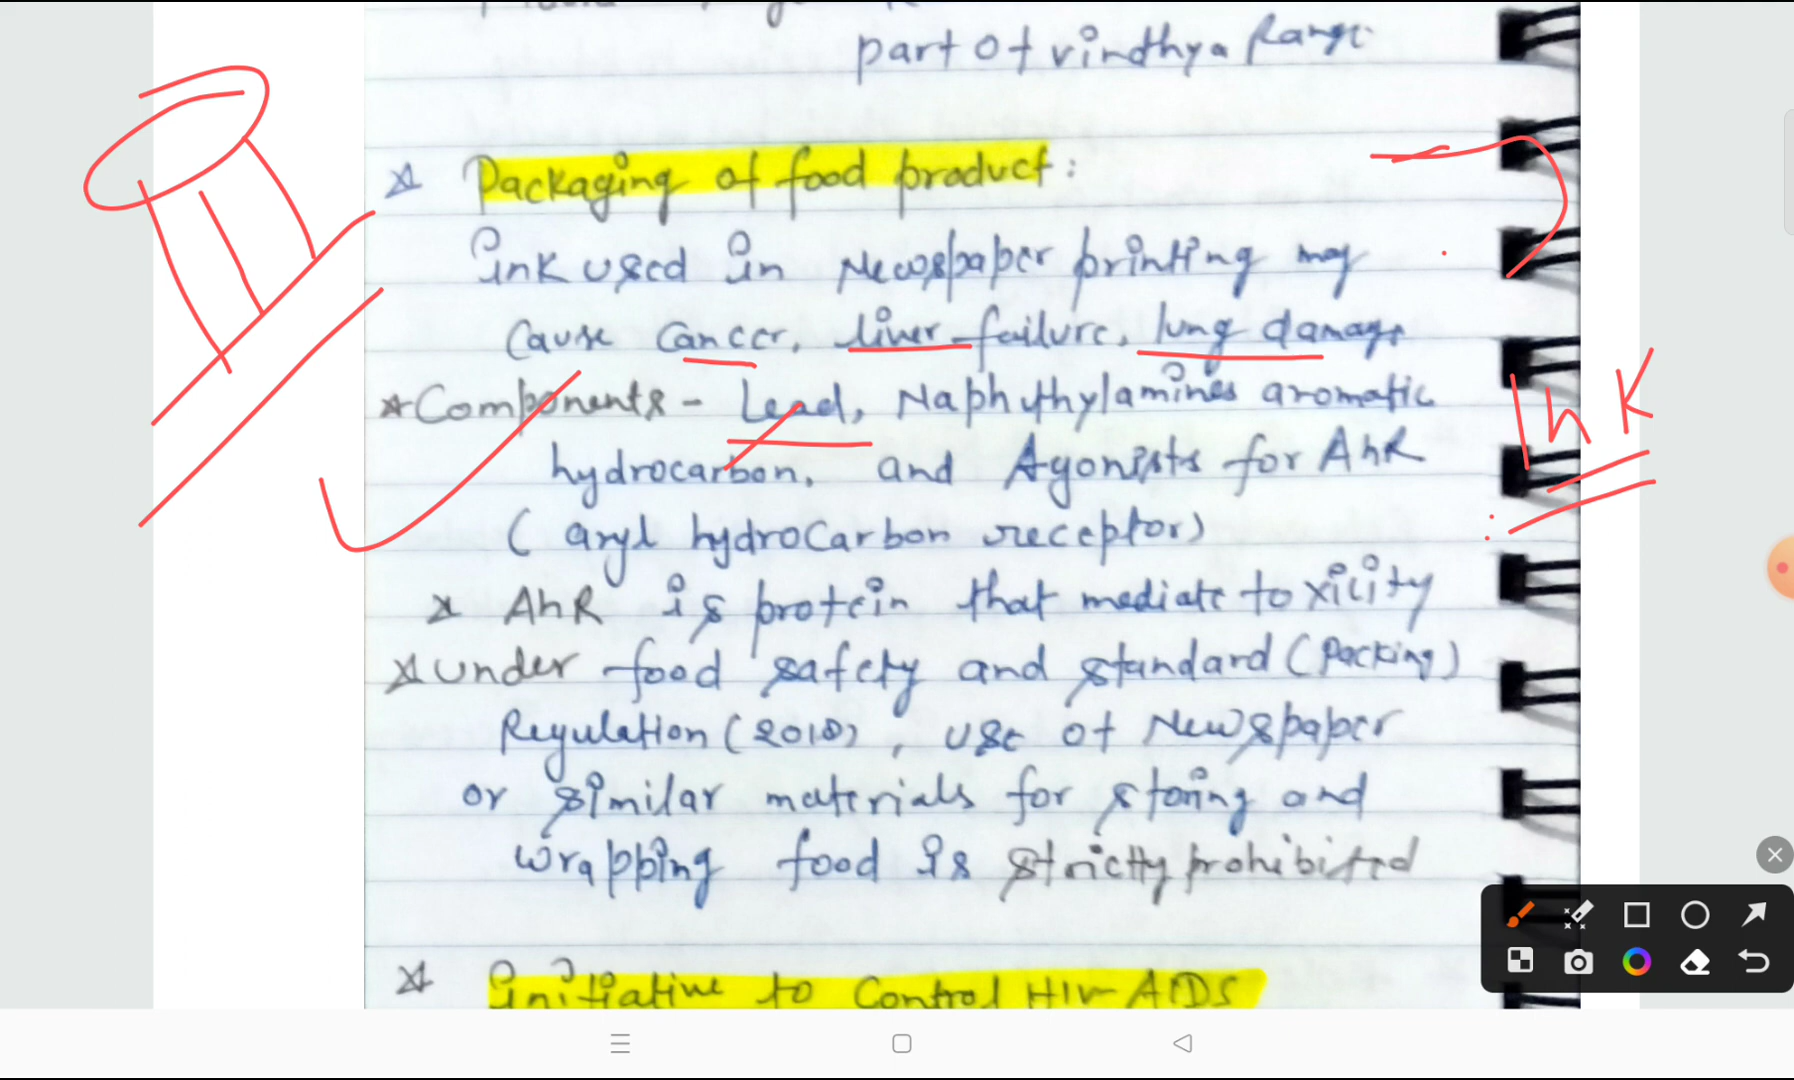 part of vindhya Range
☆ Packaging of food product:
ink used in Newspaper printing may
cause cancer, liver failure, lung damage
☆ Components - Lead, Naphthylamines aromatic
hydrocarbon, and Agonists for AhR
(aryl hydrocarbon receptor)
☆ AhR is protein that mediate toxicity
☆ under food safety and standard (packing)
Regulation (2018), use of Newspaper
or similar materials for storing and
wrapping food is strictly prohibited
☆ Initiative to Control HIV AIDS
Ink